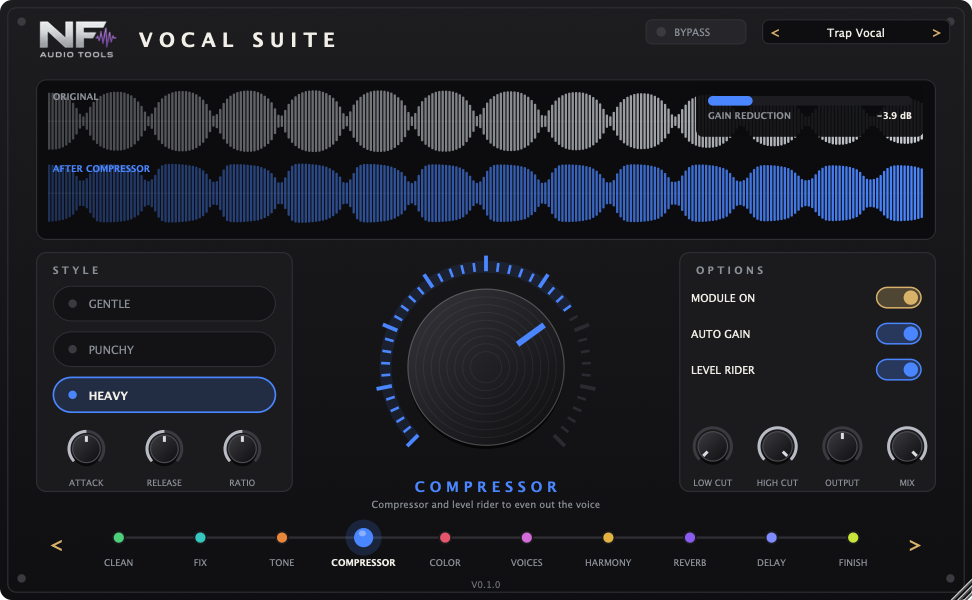 NF
AUDIO TOOLS
VOCAL SUITE
BYPASS
< Trap Vocal >
ORIGINAL
GAIN REDUCTION -3.9 dB
AFTER COMPRESSOR
STYLE
GENTLE
PUNCHY
HEAVY
ATTACK RELEASE RATIO
COMPRESSOR
Compressor and level rider to even out the voice
OPTIONS
MODULE ON
AUTO GAIN
LEVEL RIDER
LOW CUT HIGH CUT OUTPUT MIX
< >
CLEAN FIX TONE COMPRESSOR COLOR VOICES HARMONY REVERB DELAY FINISH
V0.1.0